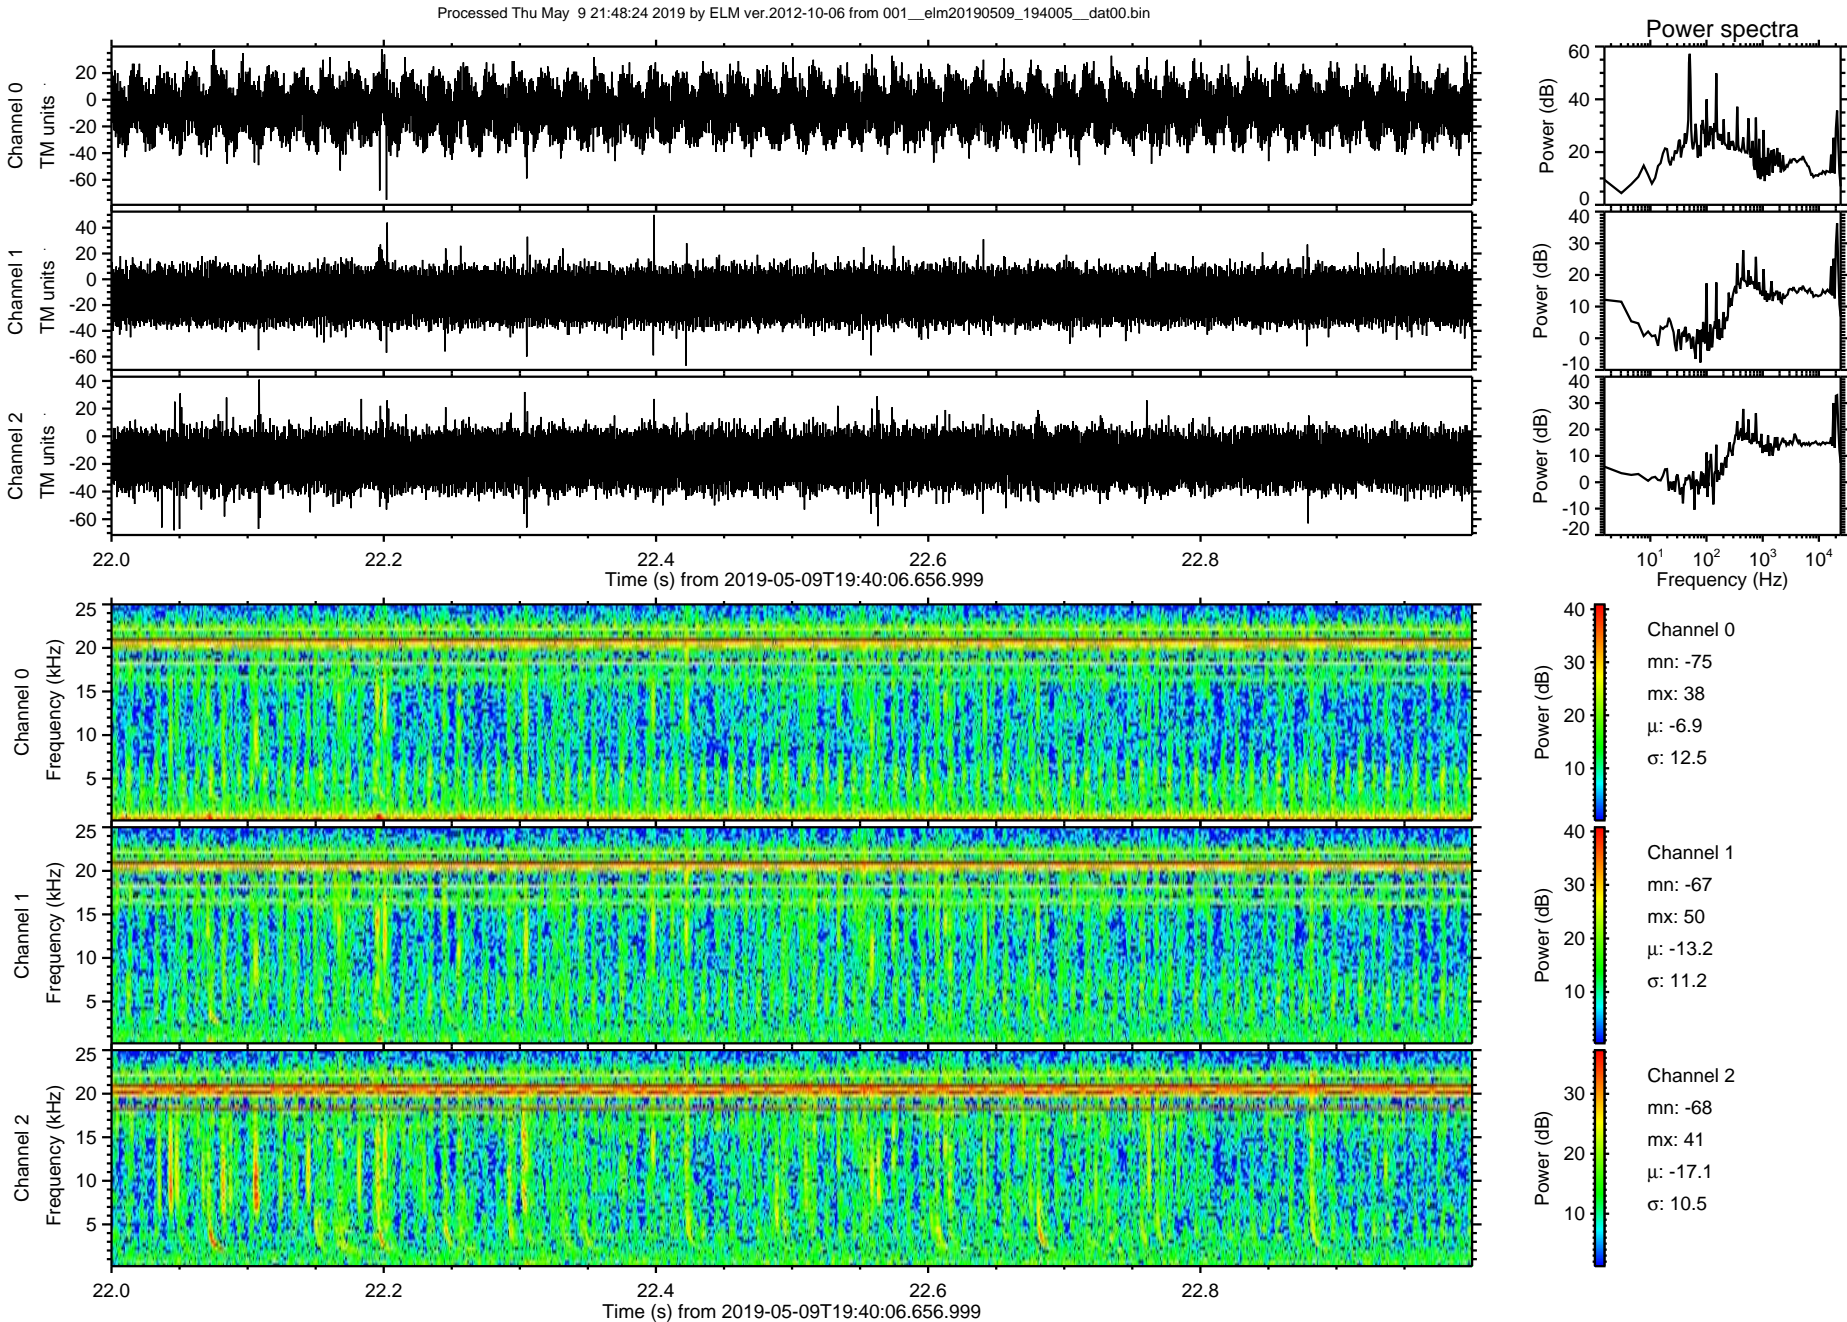 Processed Thu May  9 21:48:24 2019 by ELM ver.2012-10-06 from 001__elm20190509_194005__dat00.bin
Power spectra
Channel 0
TM units
20
0
-20
-40
-60
Power (dB)
60
40
20
0
Channel 1
TM units
40
20
0
-20
-40
-60
Power (dB)
40
30
20
10
0
-10
Channel 2
TM units
40
20
0
-20
-40
-60
Power (dB)
40
30
20
10
0
-10
-20
22.0 22.2 22.4 22.6 22.8
Time (s) from 2019-05-09T19:40:06.656.999
10¹ 10² 10³ 10⁴
Frequency (Hz)
Channel 0
Frequency (kHz)
25
20
15
10
5
Power (dB)
40
30
20
10
Channel 0
mn: -75
mx: 38
µ: -6.9
σ: 12.5
Channel 1
Frequency (kHz)
25
20
15
10
5
Power (dB)
40
30
20
10
Channel 1
mn: -67
mx: 50
µ: -13.2
σ: 11.2
Channel 2
Frequency (kHz)
25
20
15
10
5
Power (dB)
30
20
10
Channel 2
mn: -68
mx: 41
µ: -17.1
σ: 10.5
22.0 22.2 22.4 22.6 22.8
Time (s) from 2019-05-09T19:40:06.656.999